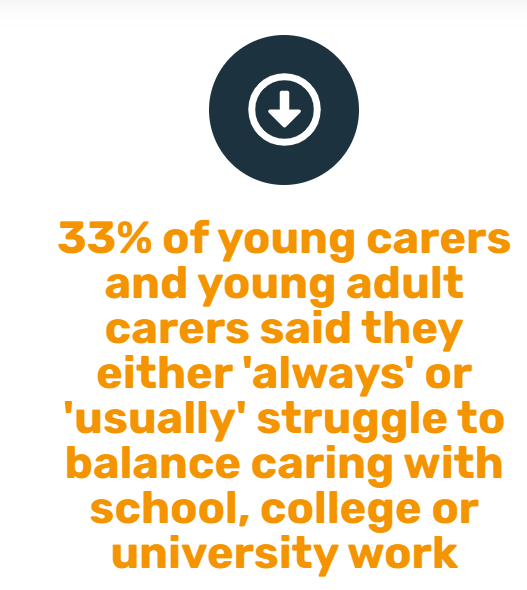 33% of young carers
and young adult
carers said they
either 'always' or
'usually' struggle to
balance caring with
school, college or
university work